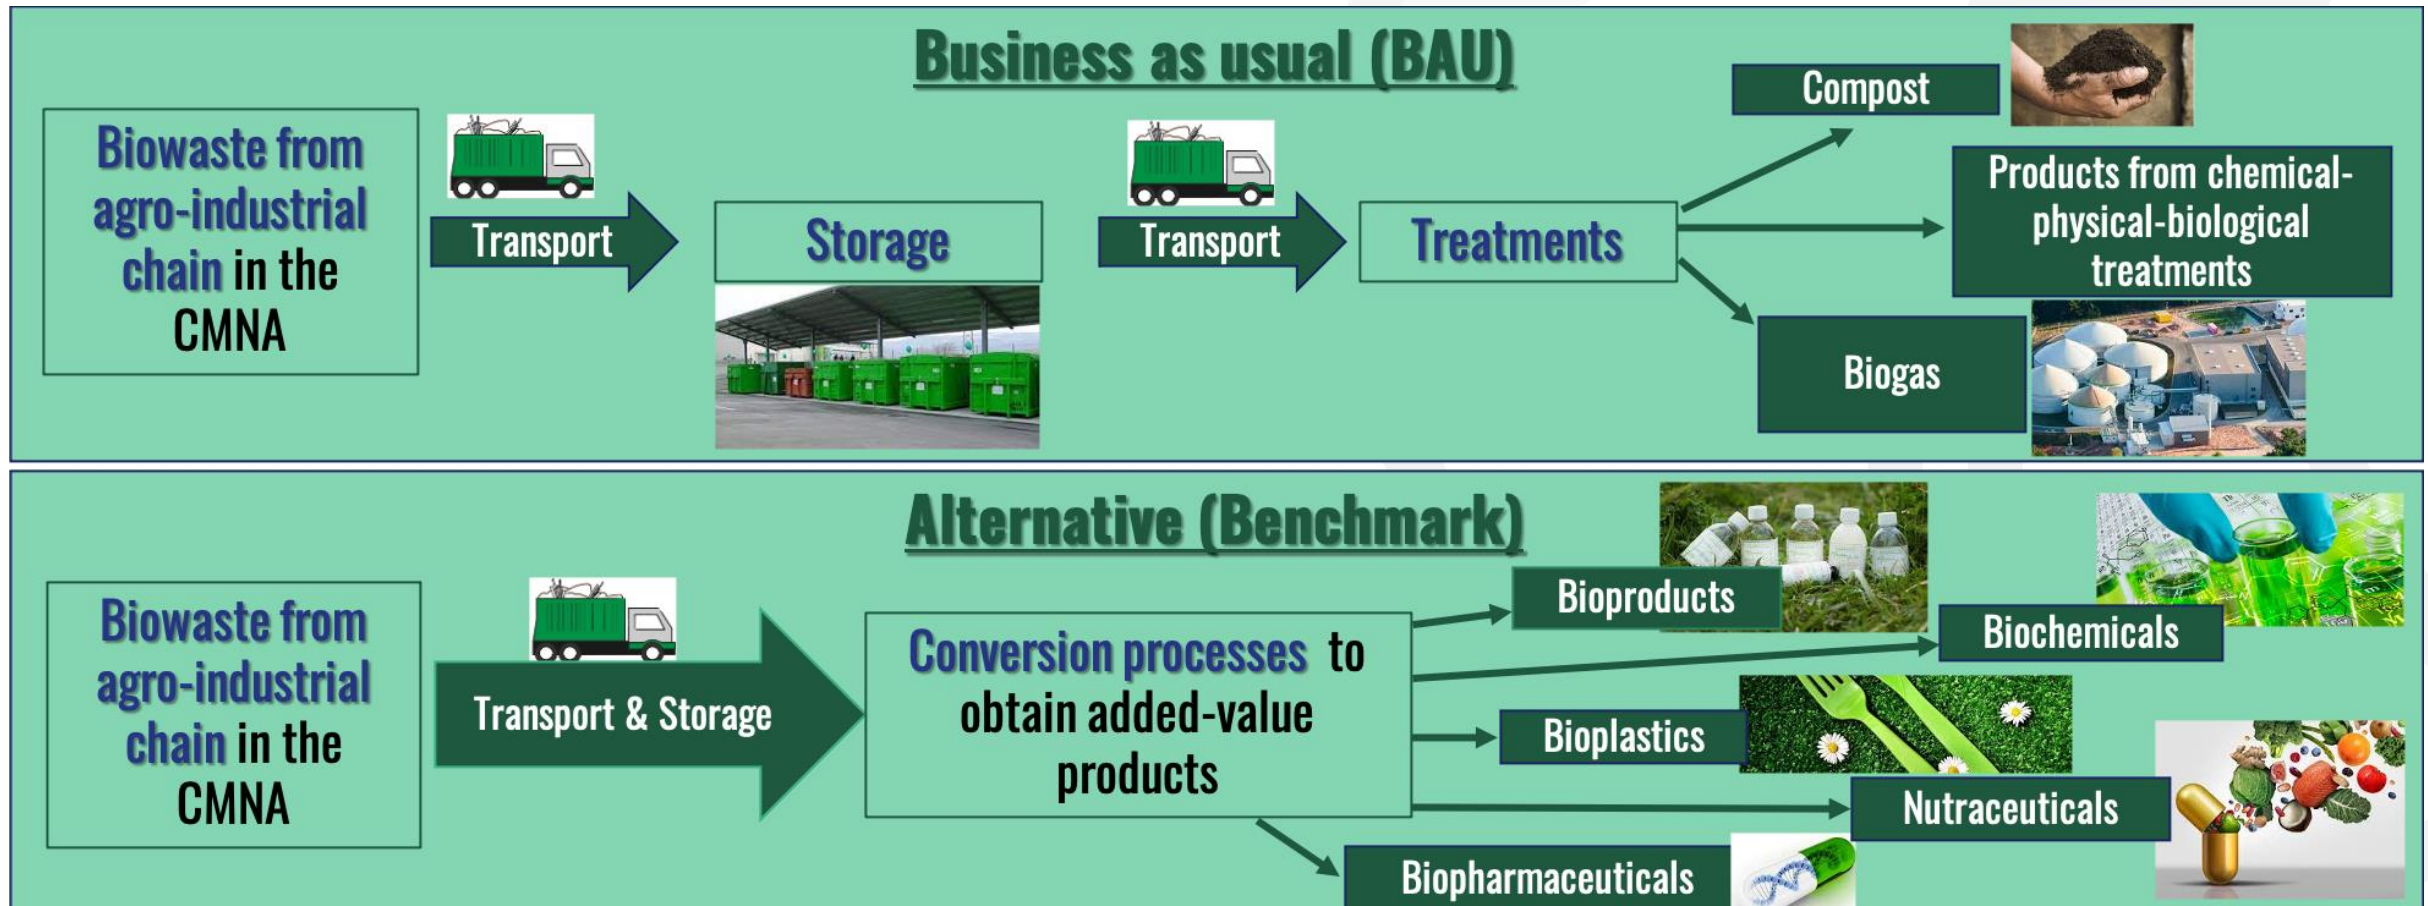 Business as usual (BAU)
Biowaste from
agro-industrial
chain in the
CMNA
Transport
Storage
Transport
Treatments
Compost
Products from chemical-
physical-biological
treatments
Biogas
Alternative (Benchmark)
Biowaste from
agro-industrial
chain in the
CMNA
Transport & Storage
Conversion processes to
obtain added-value
products
Bioproducts
Biochemicals
Bioplastics
Nutraceuticals
Biopharmaceuticals